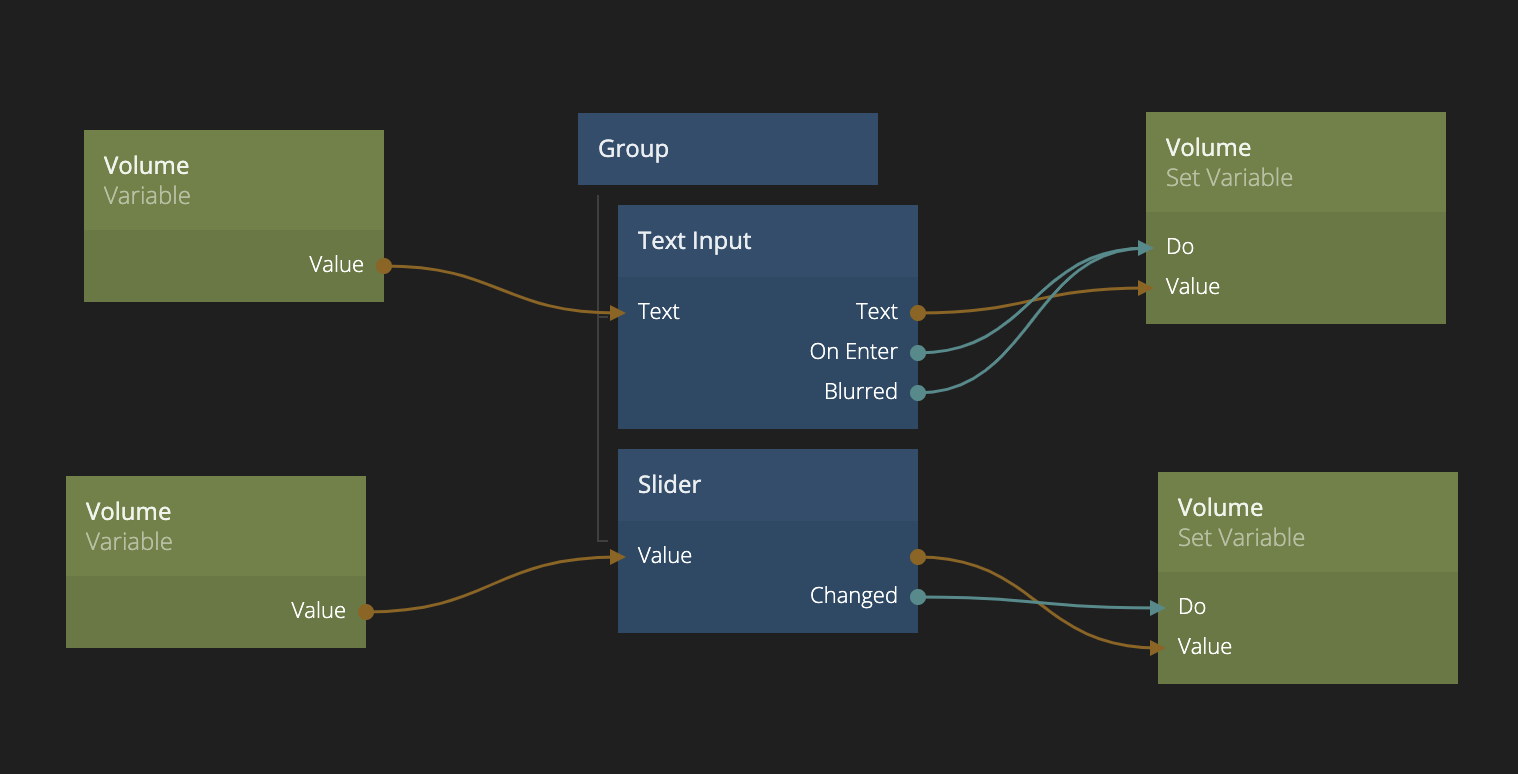 Volume
Variable
Value
Group
Text Input
Text Text
On Enter
Blurred
Volume
Set Variable
Do
Value
Volume
Variable
Value
Slider
Value
Changed
Volume
Set Variable
Do
Value